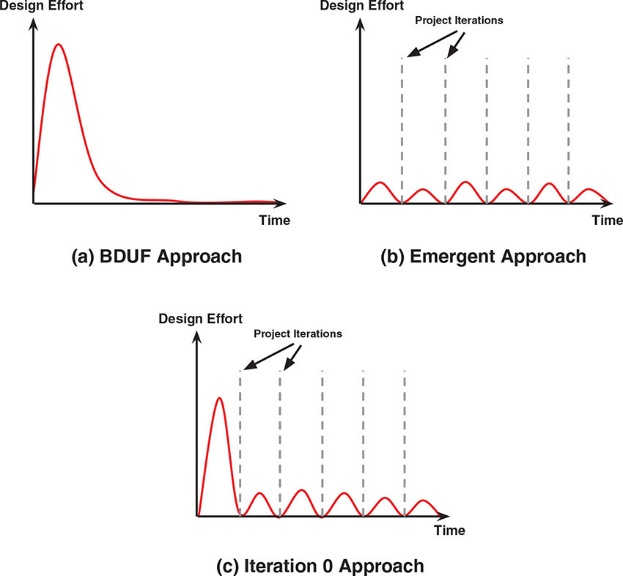 Design Effort
Time
(a) BDUF Approach
Design Effort
Project Iterations
Time
(b) Emergent Approach
Design Effort
Project Iterations
Time
(c) Iteration 0 Approach